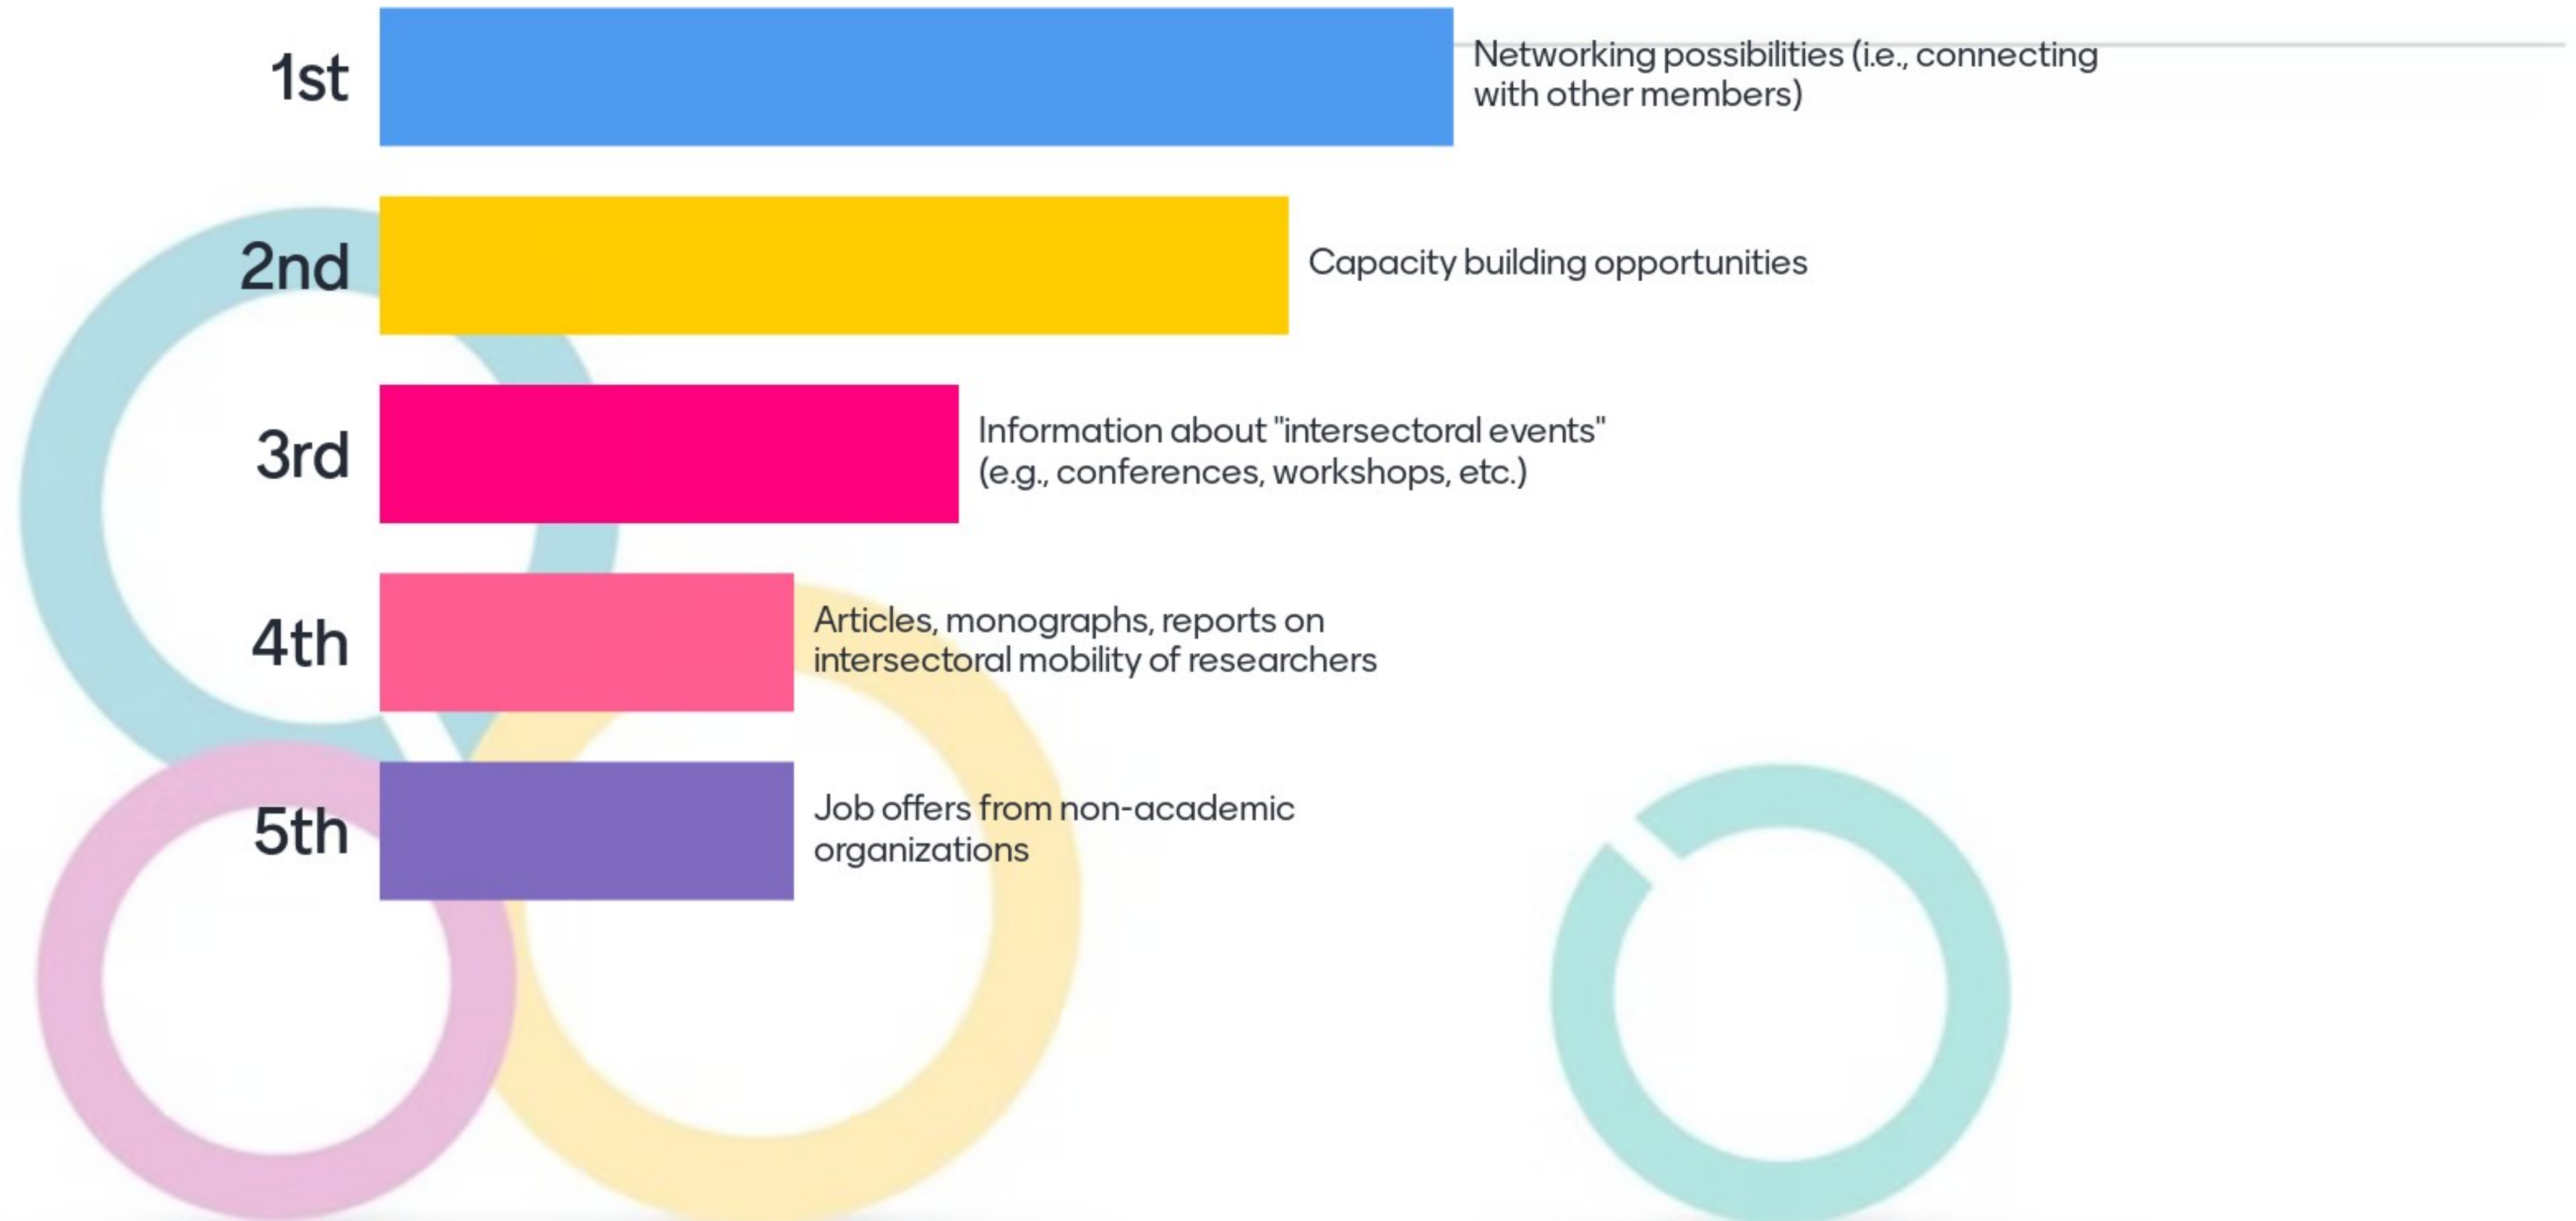 1st
Networking possibilities (i.e., connecting
with other members)
2nd
Capacity building opportunities
3rd
Information about "intersectoral events"
(e.g., conferences, workshops, etc.)
4th
Articles, monographs, reports on
intersectoral mobility of researchers
5th
Job offers from non-academic
organizations